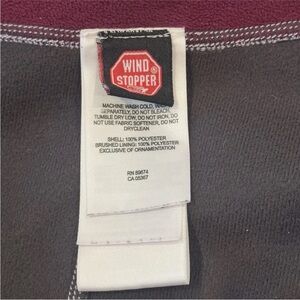 WIND
STOPPER
MACHINE WASH COLD,
SEPARATELY, DO NOT BLEACH,
TUMBLE DRY LOW, DO NOT IRON, DO
NOT USE FABRIC SOFTENER, DO NOT
DRYCLEAN
SHELL: 100% POLYESTER
BRUSHED LINING: 100% POLYESTER
EXCLUSIVE OF ORNAMENTATION
RN 89674
CA 05367